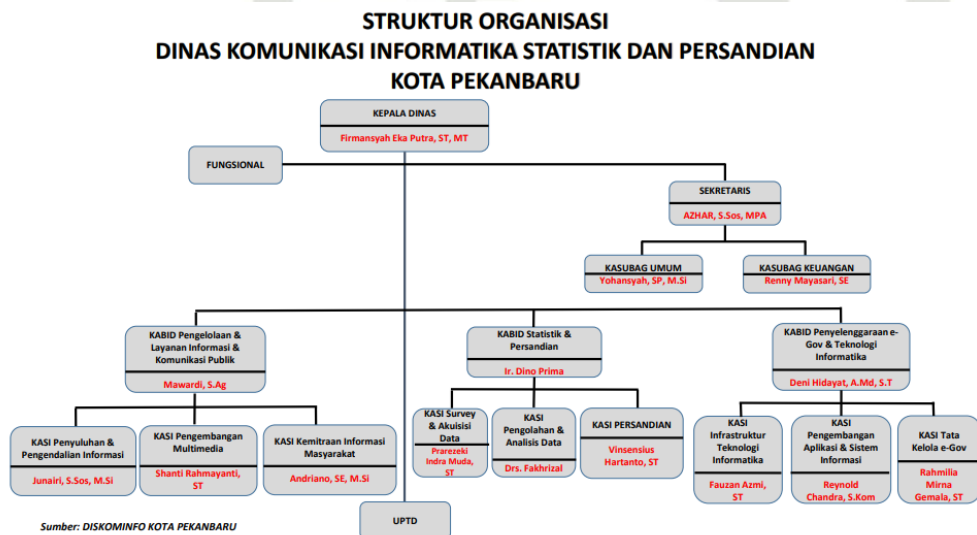 STRUKTUR ORGANISASI
DINAS KOMUNIKASI INFORMATIKA STATISTIK DAN PERSANDIAN
KOTA PEKANBARU
KEPALA DINAS
Firmansyah Eka Putra, ST, MT
FUNGSIONAL
SEKRETARIS
AZHAR, S.Sos, MPA
KASUBAG UMUM
Yohansyah, SP, M.Si
KASUBAG KEUANGAN
Renny Mayasari, SE
KABID Pengelolaan &
Layanan Informasi &
Komunikasi Publik
Mawardi, S.Ag
KABID Statistik &
Persandian
Ir. Dino Prima
KABID Penyelenggaraan e-
Gov & Teknologi
Informatika
Deni Hidayat, A.Md, S.T
KASI Penyuluhan &
Pengendalian Informasi
Junairi, S.Sos, M.Si
KASI Pengembangan
Multimedia
Shanti Rahmayanti,
ST
KASI Kemitraan Informasi
Masyarakat
Andriano, SE, M.Si
KASI Survey
& Akuisisi
Data
Prarezeki
Indra Muda,
ST
KASI
Pengolahan &
Analisis Data
Drs. Fakhrizal
KASI PERSANDIAN
Vinsensius
Hartanto, ST
KASI
Infrastruktur
Teknologi
Informatika
Fauzan Azmi,
ST
KASI
Pengembangan
Aplikasi & Sistem
Informasi
Reynold
Chandra, S.Kom
KASI Tata
Kelola e-Gov
Rahmilia
Mirna
Gemala, ST
UPTD
Sumber: DISKOMINFO KOTA PEKANBARU